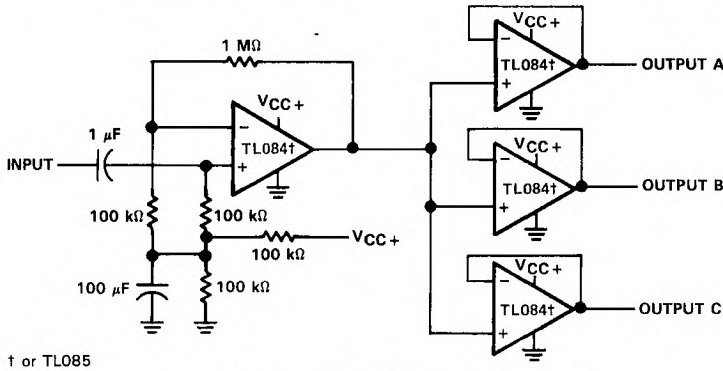 1 MΩ
VCC+
TL084†
1 µF
INPUT
100 kΩ
100 kΩ
100 kΩ
VCC+
100 µF
100 kΩ
VCC+
TL084†
OUTPUT A
VCC+
TL084†
OUTPUT B
VCC+
TL084†
OUTPUT C
† or TL085